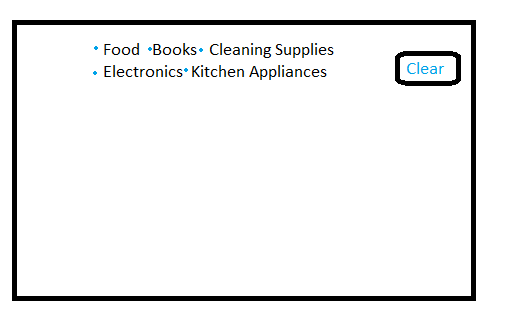 • Food •Books• Cleaning Supplies
• Electronics• Kitchen Appliances
Clear